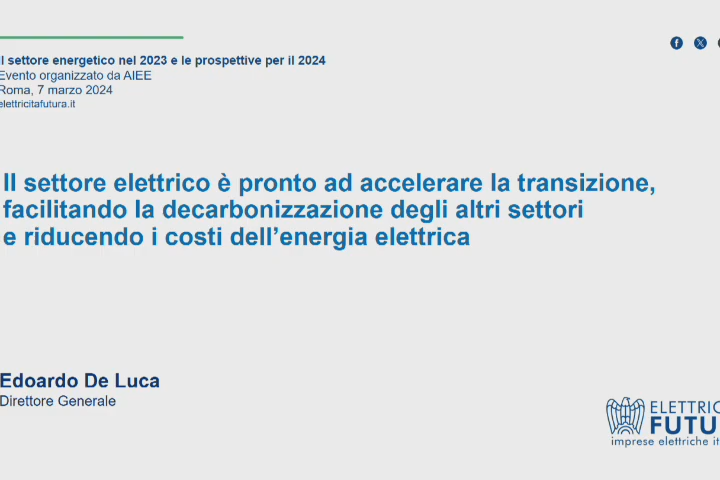 Il settore energetico nel 2023 e le prospettive per il 2024
Evento organizzato da AIEE
Roma, 7 marzo 2024
elettricitafutura.it
Il settore elettrico è pronto ad accelerare la transizione,
facilitando la decarbonizzazione degli altri settori
e riducendo i costi dell’energia elettrica
Edoardo De Luca
Direttore Generale
ELETTRIC
FUTU
imprese elettriche it